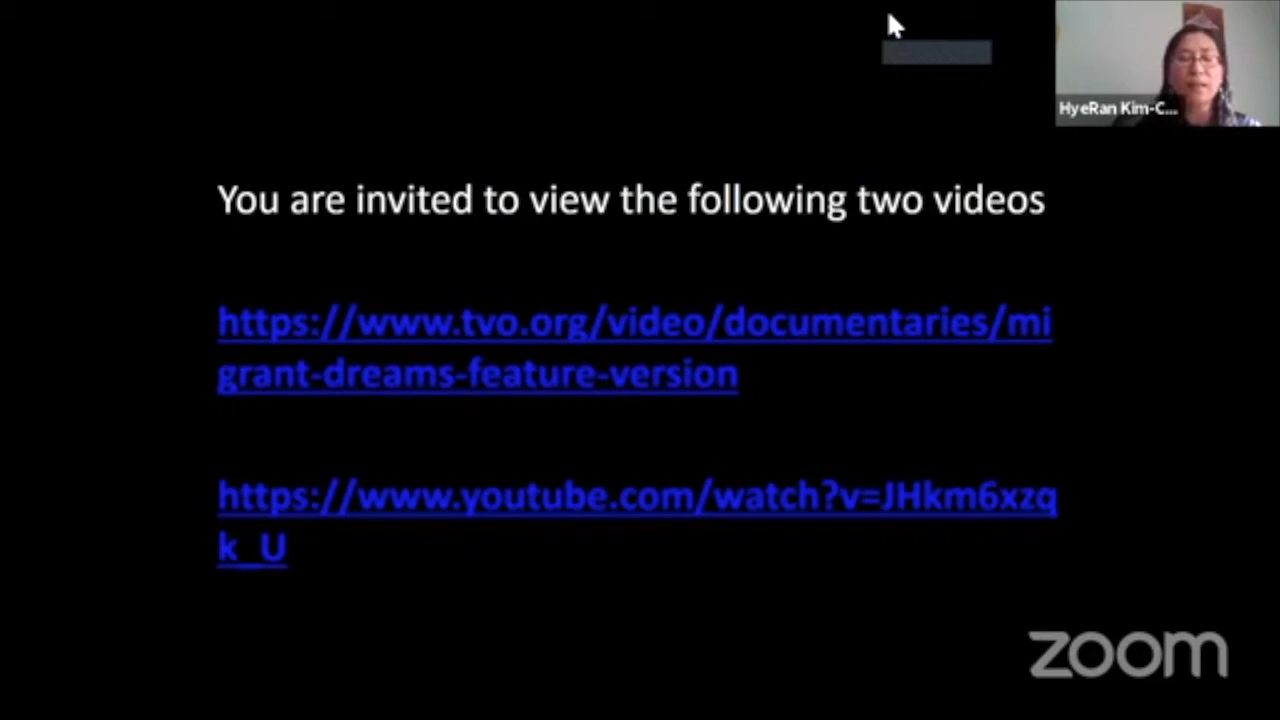 HyeRan Kim-C...
You are invited to view the following two videos
https://www.tvo.org/video/documentaries/mi
grant-dreams-feature-version
https://www.youtube.com/watch?v=JHkm6xzq
k_U
zoom